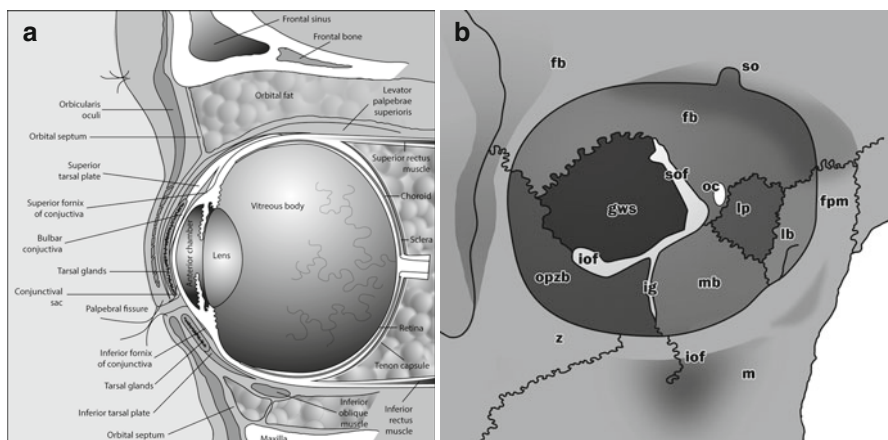 a
Frontal sinus
Frontal bone
Orbital fat
Levator
palpebrae
superioris
Orbicularis
oculi
Orbital septum
Superior rectus
muscle
Superior
tarsal plate
Choroid
Superior fornix
of conjuctiva
Vitreous body
Bulbar
conjuctiva
Anterior chamber
Lens
Sclera
Tarsal glands
Conjunctival
sac
Palpebral fissure
Retina
Inferior fornix
of conjuctiva
Tenon capsule
Tarsal glands
Inferior tarsal plate
Inferior
oblique
muscle
Inferior
rectus
muscle
Orbital septum
Maxilla
b
fb
so
fb
sof
oc
fpm
gws
lp
lb
iof
opzb
ig
mb
z
iof
m